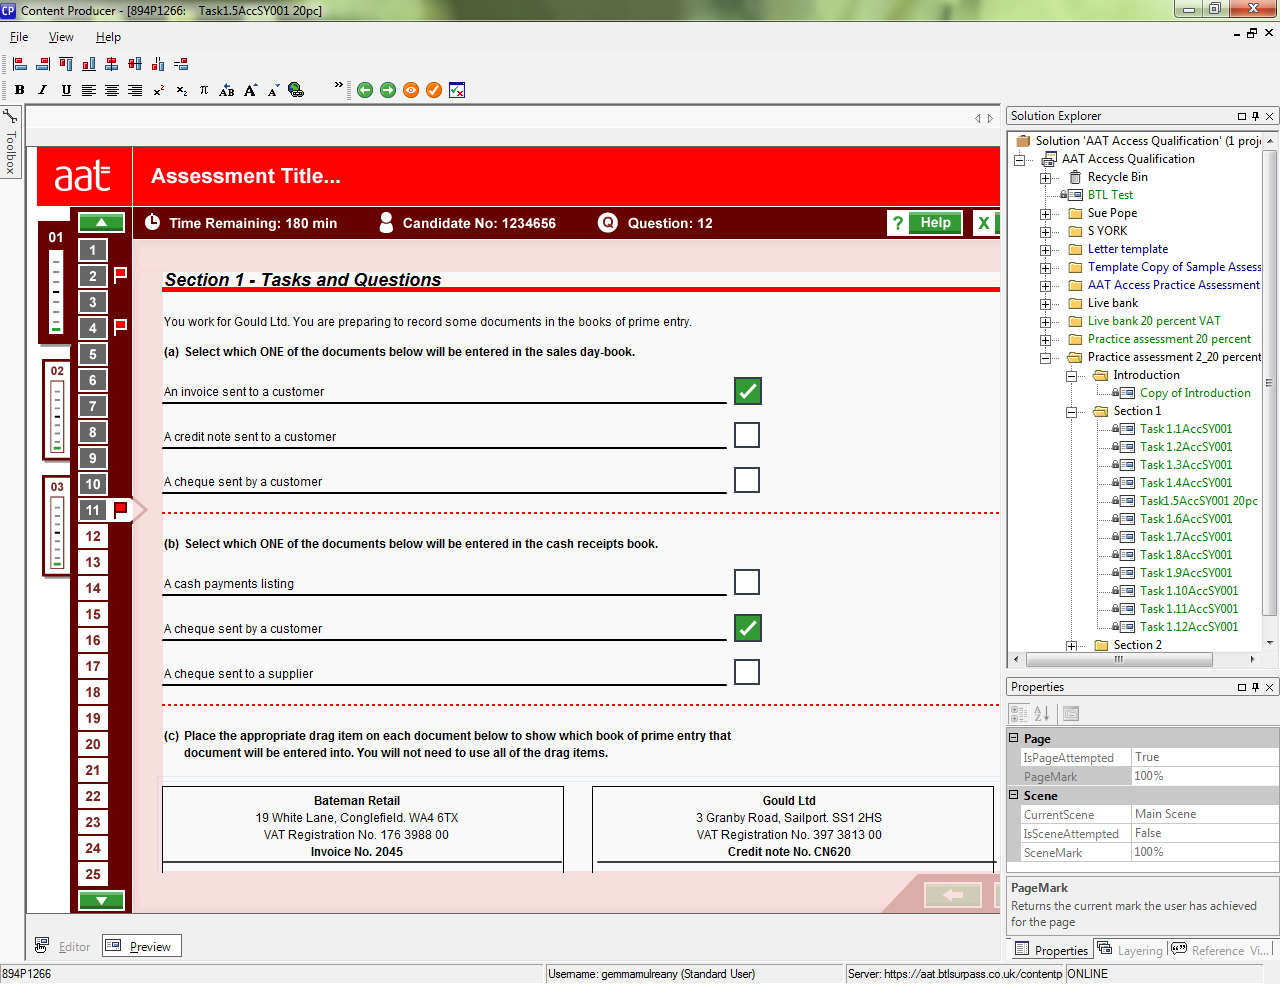 Content Producer - [894P1266: Task1.5AccSY001 20pc]
File View Help
Toolbox
aat
Assessment Title...
Time Remaining: 180 min
Candidate No: 1234656
Question: 12
? Help X
01
02
03
1
2
3
4
5
6
7
8
9
10
11
12
13
14
15
16
17
18
19
20
21
22
23
24
25
Section 1 - Tasks and Questions
You work for Gould Ltd. You are preparing to record some documents in the books of prime entry.
(a) Select which ONE of the documents below will be entered in the sales day-book.
An invoice sent to a customer
A credit note sent to a customer
A cheque sent by a customer
(b) Select which ONE of the documents below will be entered in the cash receipts book.
A cash payments listing
A cheque sent by a customer
A cheque sent to a supplier
(c) Place the appropriate drag item on each document below to show which book of prime entry that
document will be entered into. You will not need to use all of the drag items.
Bateman Retail
19 White Lane, Conglefield. WA4 6TX
VAT Registration No. 176 3988 00
Invoice No. 2045
Gould Ltd
3 Granby Road, Sailport. SS1 2HS
VAT Registration No. 397 3813 00
Credit note No. CN620
Editor
Preview
Solution Explorer
Solution 'AAT Access Qualification' (1 proj
AAT Access Qualification
Recycle Bin
BTL Test
Sue Pope
S YORK
Letter template
Template Copy of Sample Assess
AAT Access Practice Assessment
Live bank
Live bank 20 percent VAT
Practice assessment 20 percent
Practice assessment 2_20 percent
Introduction
Copy of Introduction
Section 1
Task 1.1AccSY001
Task 1.2AccSY001
Task 1.3AccSY001
Task 1.4AccSY001
Task1.5AccSY001 20pc
Task 1.6AccSY001
Task 1.7AccSY001
Task 1.8AccSY001
Task 1.9AccSY001
Task 1.10AccSY001
Task 1.11AccSY001
Task 1.12AccSY001
Section 2
Properties
Page
IsPageAttempted True
PageMark 100%
Scene
CurrentScene Main Scene
IsSceneAttempted False
SceneMark 100%
PageMark
Returns the current mark the user has achieved
for the page
Properties Layering Reference Vi...
894P1266
Username: gemmamulreany (Standard User)
Server: https://aat.btlsurpass.co.uk/contentp
ONLINE